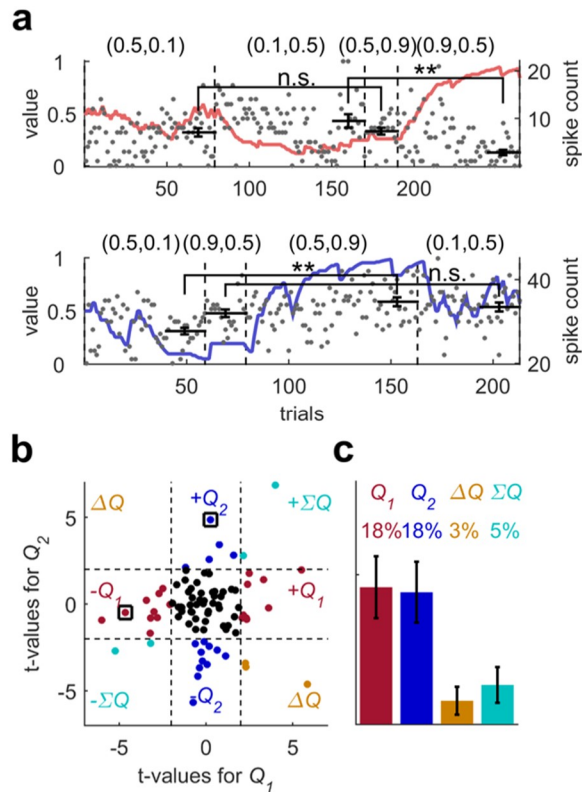 a
(0.5,0.1) (0.1,0.5) (0.5,0.9) (0.9,0.5)
1 20
n.s. **
value 0.5 10 spike count
0
50 100 150 200
(0.5,0.1) (0.9,0.5) (0.5,0.9) (0.1,0.5)
1 40
** n.s.
value 0.5 spike count
0 20
50 100 150 200
trials
b c
ΔQ +Q2 +ΣQ Q1 Q2 ΔQ ΣQ
5 18% 18% 3% 5%
-Q1 +Q1
t-values for Q2 0
-5 -ΣQ -Q2 ΔQ
-5 0 5
t-values for Q1